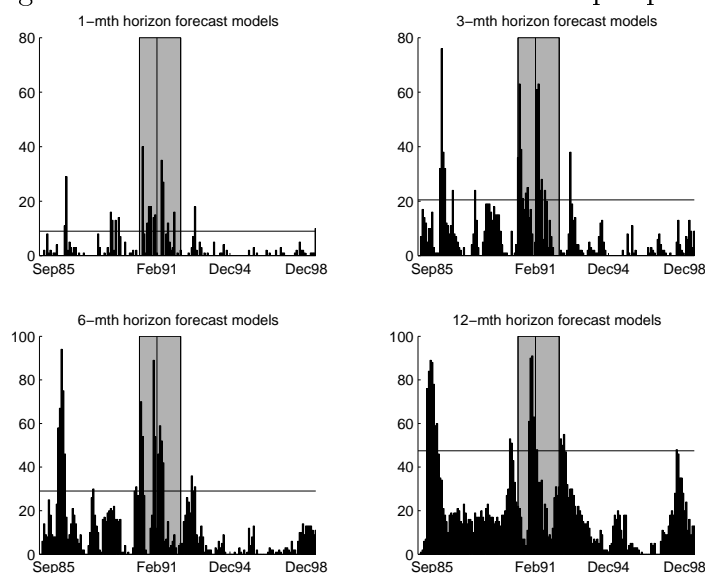 1−mth horizon forecast models
3−mth horizon forecast models
80
60
40
20
0
Sep85 Feb91 Dec94 Dec98
80
60
40
20
0
Sep85 Feb91 Dec94 Dec98
6−mth horizon forecast models
12−mth horizon forecast models
100
80
60
40
20
0
Sep85 Feb91 Dec94 Dec98
100
80
60
40
20
0
Sep85 Feb91 Dec94 Dec98